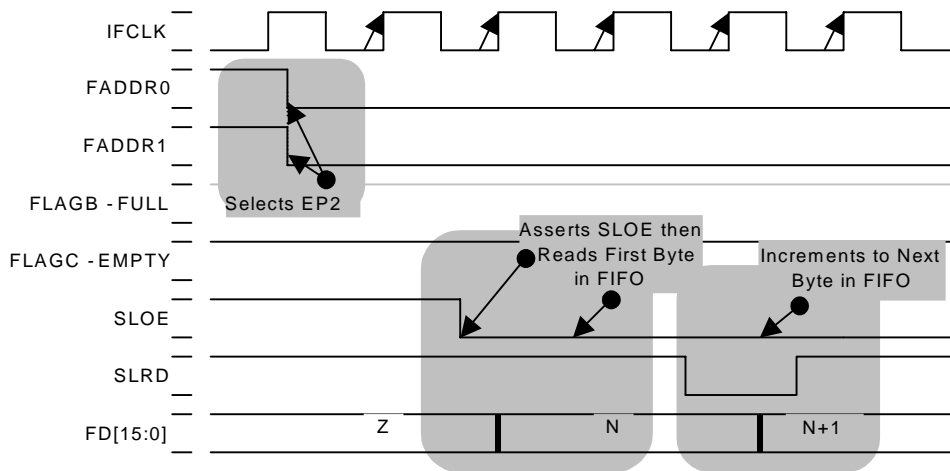 IFCLK
FADDR0
FADDR1
Selects EP2
FLAGB - FULL
Asserts SLOE then
Reads First Byte
in FIFO
Increments to Next
Byte in FIFO
FLAGC - EMPTY
SLOE
SLRD
FD[15:0]
Z
N
N+1